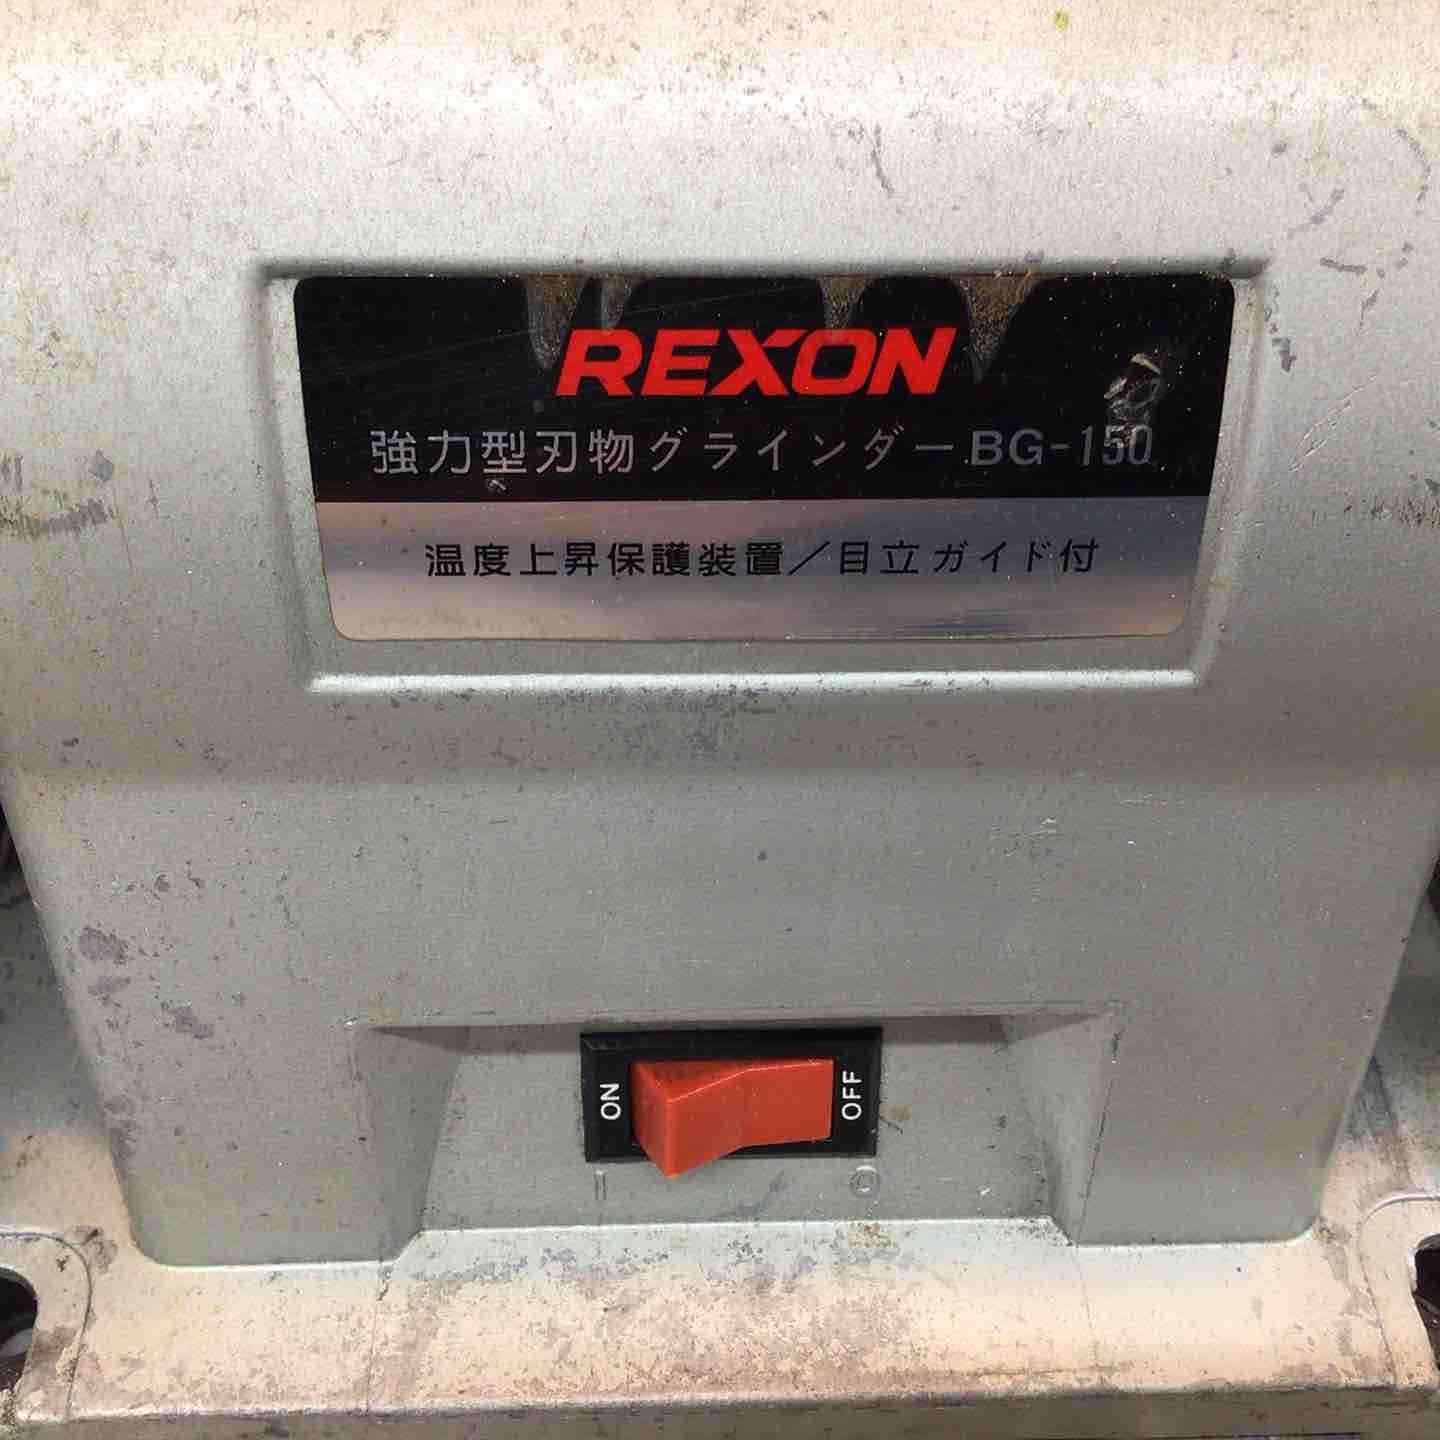 REXON
強力型刃物グラインダー BG-150
温度上昇保護装置／目立ガイド付
ON OFF
I O